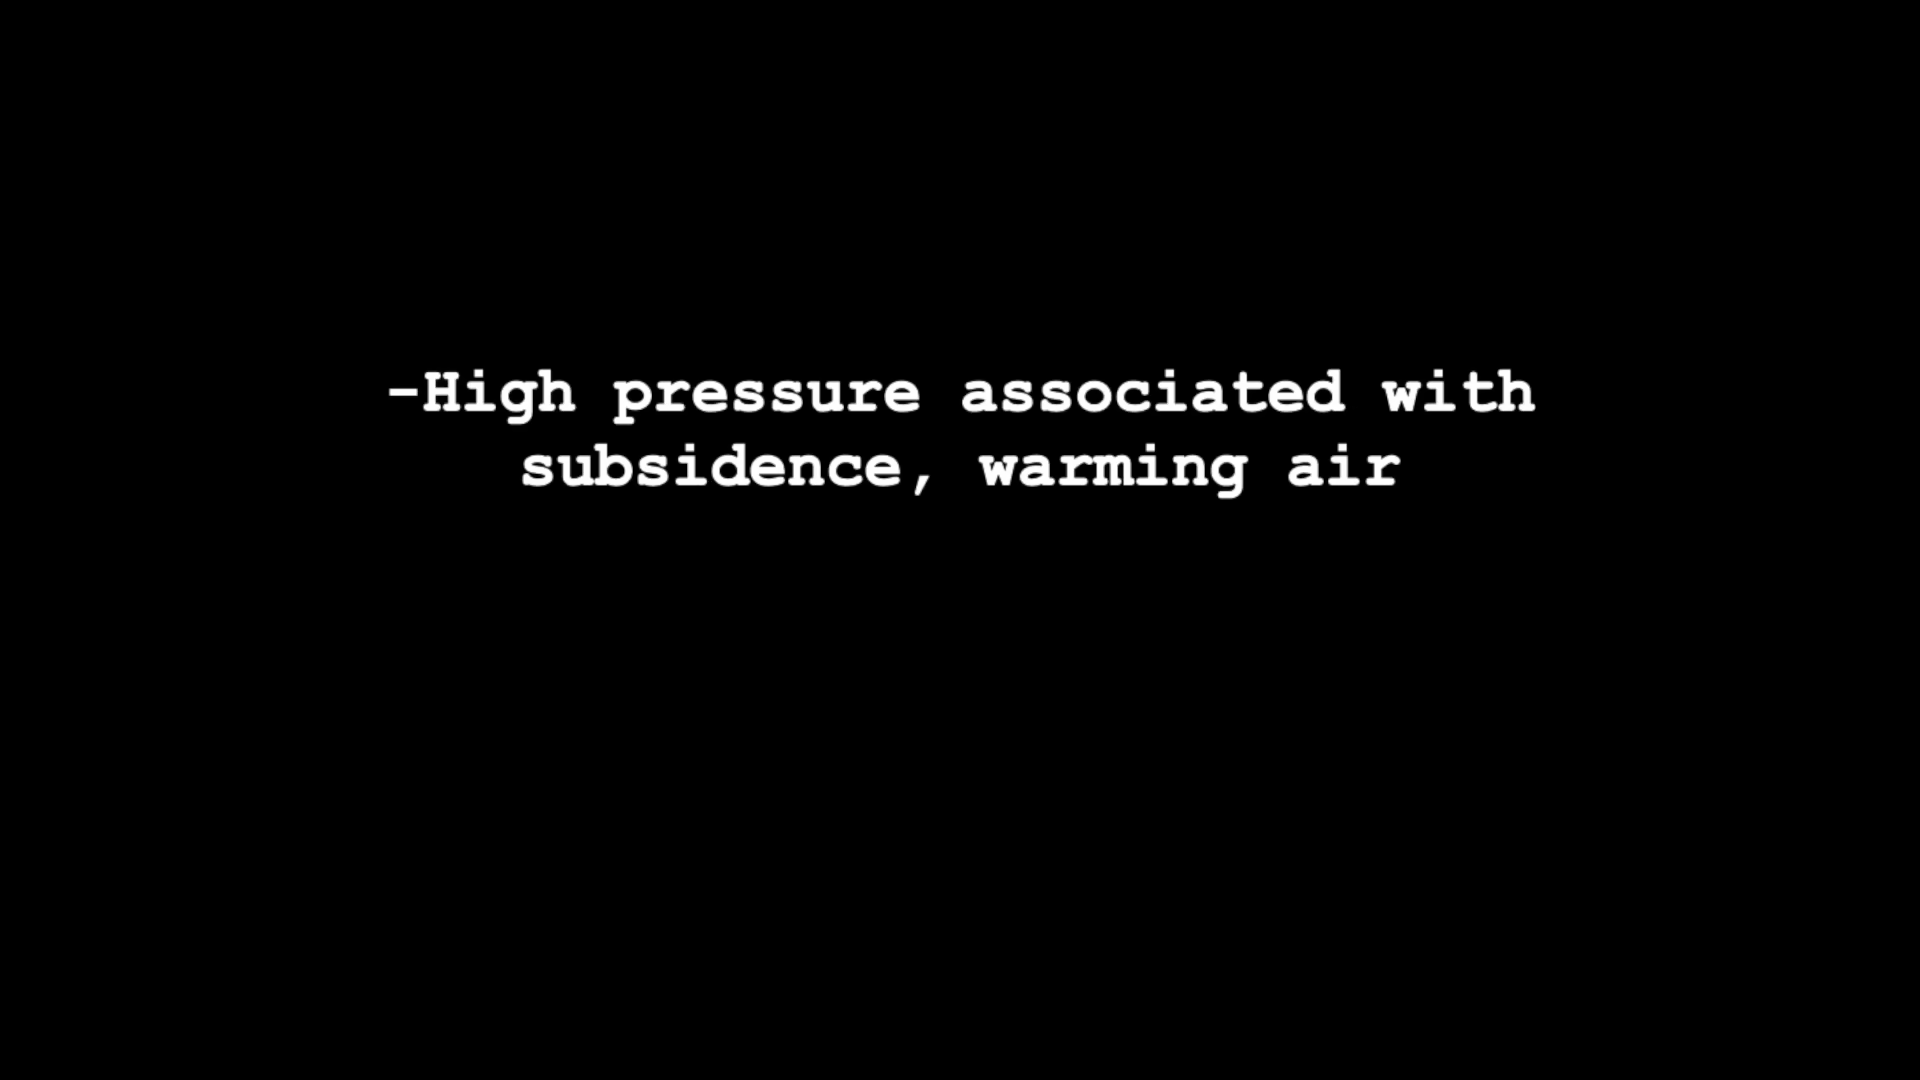 -High pressure associated with
subsidence, warming air